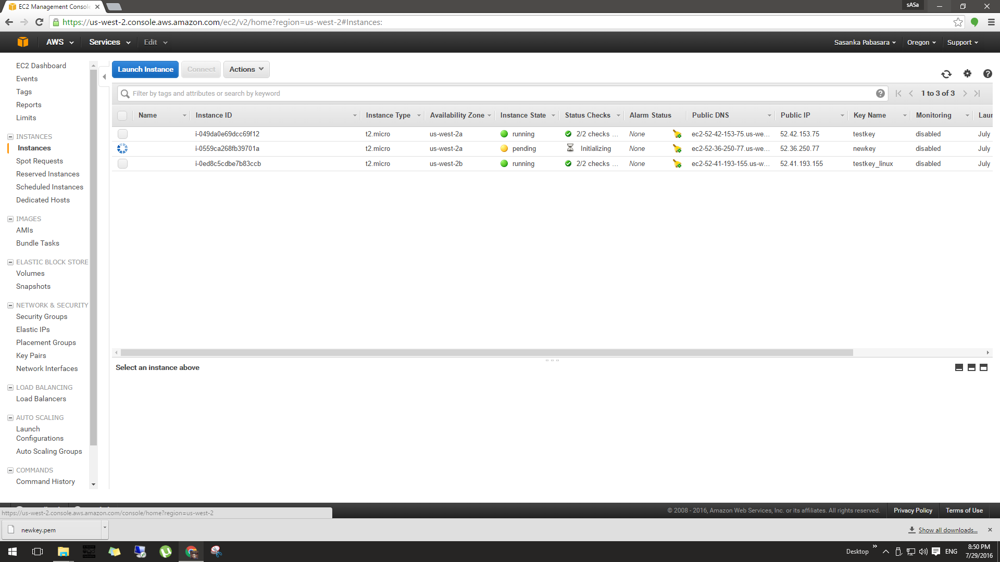 EC2 Management Console
sASa
https://us-west-2.console.aws.amazon.com/ec2/v2/home?region=us-west-2#Instances:
AWS Services Edit Sasanka Pabasara Oregon Support
EC2 Dashboard
Events
Tags
Reports
Limits
INSTANCES
Instances
Spot Requests
Reserved Instances
Scheduled Instances
Dedicated Hosts
IMAGES
AMIs
Bundle Tasks
ELASTIC BLOCK STORE
Volumes
Snapshots
NETWORK & SECURITY
Security Groups
Elastic IPs
Placement Groups
Key Pairs
Network Interfaces
LOAD BALANCING
Load Balancers
AUTO SCALING
Launch
Configurations
Auto Scaling Groups
COMMANDS
Command History
Launch Instance Connect Actions
Filter by tags and attributes or search by keyword
1 to 3 of 3
Name Instance ID Instance Type Availability Zone Instance State Status Checks Alarm Status Public DNS Public IP Key Name Monitoring Laun
i-049da0e69dcc69f12 t2.micro us-west-2a running 2/2 checks ... None ec2-52-42-153-75.us-we... 52.42.153.75 testkey disabled July
i-0559ca268fb39701a t2.micro us-west-2a pending Initializing None ec2-52-36-250-77.us-we... 52.36.250.77 newkey disabled July
i-0ed8c5cdbe7b83ccb t2.micro us-west-2b running 2/2 checks ... None ec2-52-41-193-155.us-w... 52.41.193.155 testkey_linux disabled July
Select an instance above
© 2008 - 2016, Amazon Web Services, Inc. or its affiliates. All rights reserved. Privacy Policy Terms of Use
https://us-west-2.console.aws.amazon.com/console/home?region=us-west-2
newkey.pem
Show all downloads...
Desktop ENG 8:50 PM
7/29/2016